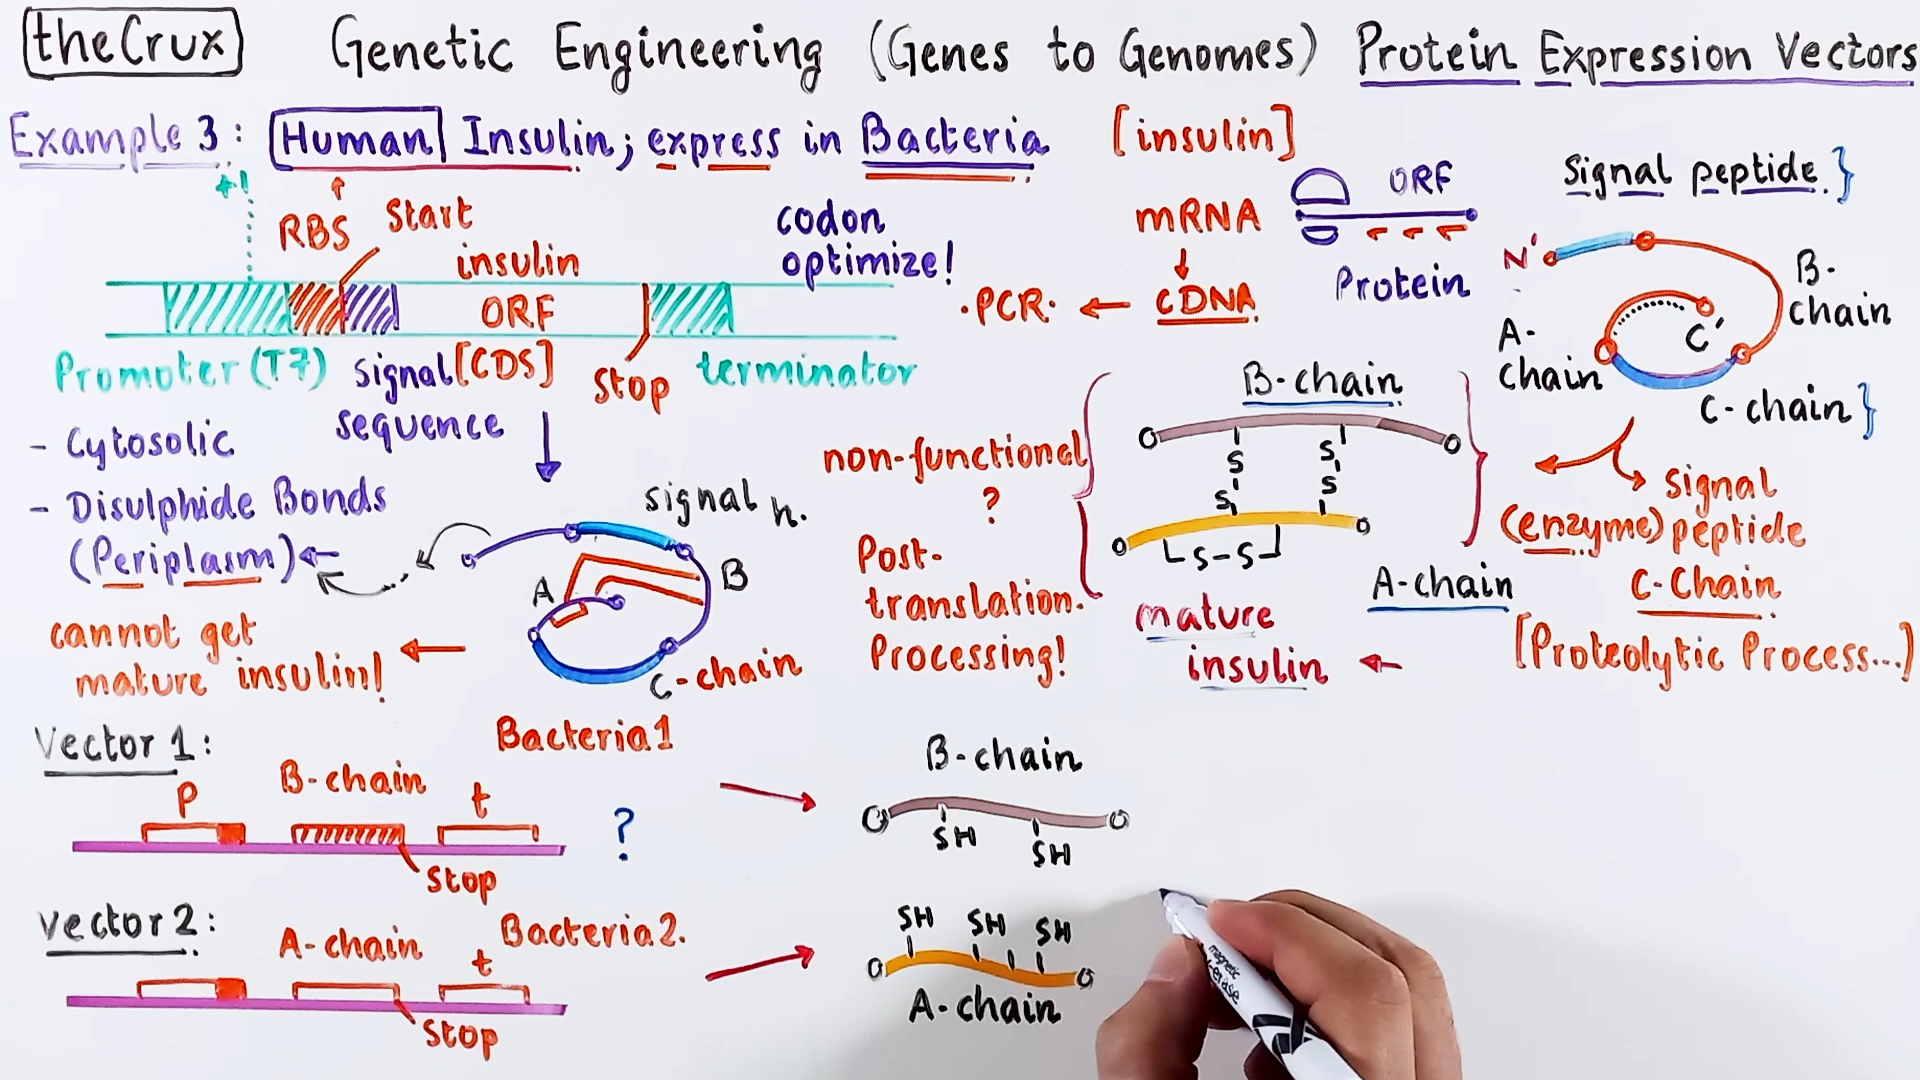 theCrux
Genetic Engineering (Genes to Genomes) Protein Expression Vectors
Example 3: Human Insulin; express in Bacteria
[insulin]
+1
RBS
Start
insulin
ORF
[CDS]
codon
optimize!
Promoter (T7)
Signal
sequence
Stop
terminator
mRNA
CDNA
.PCR.
ORF
Protein
Signal peptide.}
N'
B-
chain
A-
chain
C'
C-chain}
- Cytosolic
- Disulphide Bonds
(Periplasm)
cannot get
mature insulin!
signal n.
A
B
C-chain
non-functional
?
Post-
translation.
Processing!
B-chain
S
S
S
S
S-S
A-chain
mature
insulin
Signal
(enzyme) peptide
C-Chain
[Proteolytic Process...]
Vector 1:
Bacteria1
P
B-chain
t
Stop
?
B-chain
SH
SH
Vector 2:
A-chain
Bacteria2.
t
Stop
SH SH SH
A-chain
magnetic